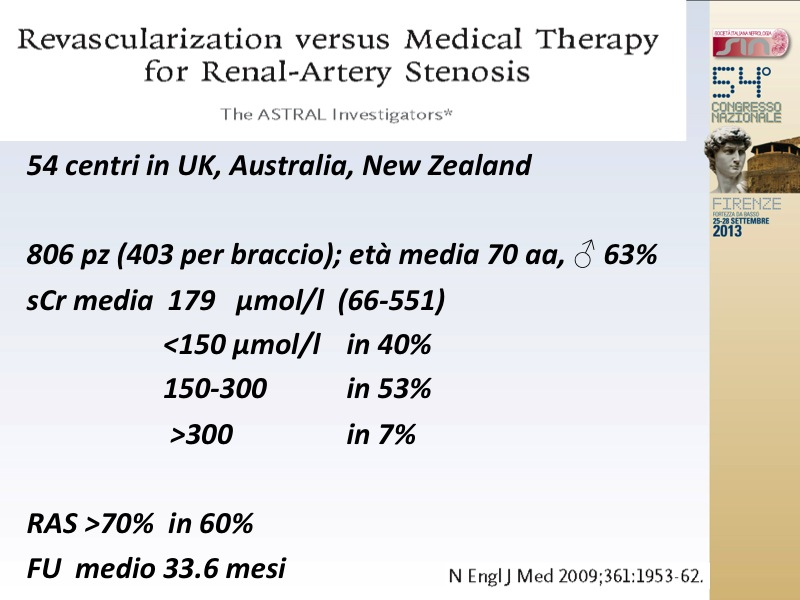 Revascularization versus Medical Therapy
for Renal-Artery Stenosis
The ASTRAL Investigators*
SOCIETÀ ITALIANA NEFROLOGIA
SIN
54°
CONGRESSO
NAZIONALE
FIRENZE
FORTEZZA DA BASSO
25-28 SETTEMBRE
2013
54 centri in UK, Australia, New Zealand
806 pz (403 per braccio); età media 70 aa, ♂ 63%
sCr media 179 µmol/l (66-551)
<150 µmol/l in 40%
150-300 in 53%
>300 in 7%
RAS >70% in 60%
FU medio 33.6 mesi
N Engl J Med 2009;361:1953-62.